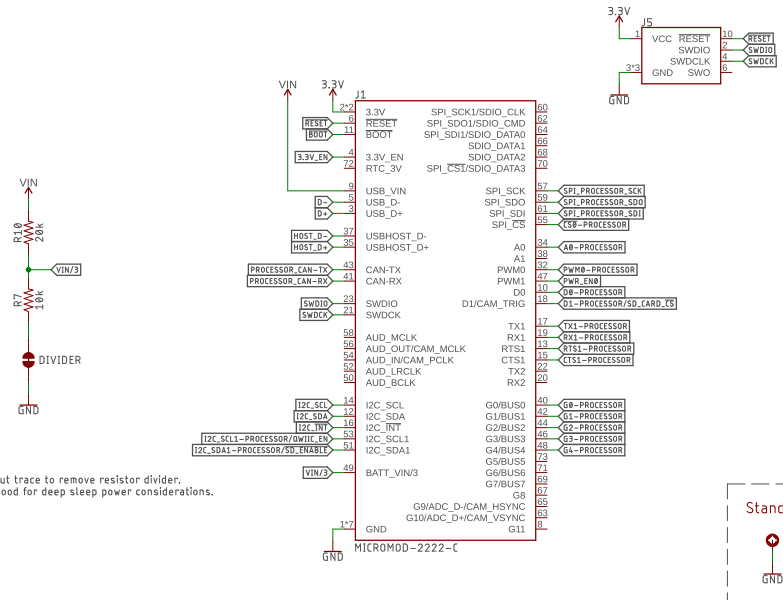 3.3V
J5
1 VCC RESET 10 RESET
SWDIO 2 SWDIO
SWDCLK 4 SWDCK
3*3 GND SWO 6
GND
VIN 3.3V
J1
2*2 3.3V SPI_SCK1/SDIO_CLK 60
RESET 6 RESET SPI_SDO1/SDIO_CMD 62
BOOT 11 BOOT SPI_SDI1/SDIO_DATA0 64
SDIO_DATA1 66
3.3V_EN 4 3.3V_EN SDIO_DATA2 68
72 RTC_3V SPI_CS1/SDIO_DATA3 70
9 USB_VIN SPI_SCK 57 SPI_PROCESSOR_SCK
D- 5 USB_D- SPI_SDO 59 SPI_PROCESSOR_SDO
D+ 3 USB_D+ SPI_SDI 61 SPI_PROCESSOR_SDI
SPI_CS 55 CS0-PROCESSOR
HOST_D- 37 USBHOST_D-
HOST_D+ 35 USBHOST_D+ A0 34 A0-PROCESSOR
A1 38
PROCESSOR_CAN-TX 43 CAN-TX PWM0 32 PWM0-PROCESSOR
PROCESSOR_CAN-RX 41 CAN-RX PWM1 47 PWR_EN0
D0 10 D0-PROCESSOR
SWDIO 23 SWDIO D1/CAM_TRIG 18 D1-PROCESSOR/SD_CARD_CS
SWDCK 21 SWDCK
TX1 17 TX1-PROCESSOR
58 AUD_MCLK RX1 19 RX1-PROCESSOR
56 AUD_OUT/CAM_MCLK RTS1 13 RTS1-PROCESSOR
54 AUD_IN/CAM_PCLK CTS1 15 CTS1-PROCESSOR
52 AUD_LRCLK TX2 22
50 AUD_BCLK RX2 20
I2C_SCL 14 I2C_SCL G0/BUS0 40 G0-PROCESSOR
I2C_SDA 12 I2C_SDA G1/BUS1 42 G1-PROCESSOR
I2C_INT 16 I2C_INT G2/BUS2 44 G2-PROCESSOR
I2C_SCL1-PROCESSOR/QWIIC_EN 53 I2C_SCL1 G3/BUS3 46 G3-PROCESSOR
I2C_SDA1-PROCESSOR/SD_ENABLE 51 I2C_SDA1 G4/BUS4 48 G4-PROCESSOR
G5/BUS5 73
VIN/3 49 BATT_VIN/3 G6/BUS6 71
G7/BUS7 69
G8 67
G9/ADC_D-/CAM_HSYNC 65
G10/ADC_D+/CAM_VSYNC 63
1*7 GND G11 8
GND
MICROMOD-2222-C
VIN
R10
20k
VIN/3
R7
10k
DIVIDER
GND
ut trace to remove resistor divider.
ood for deep sleep power considerations.
Stand
GND